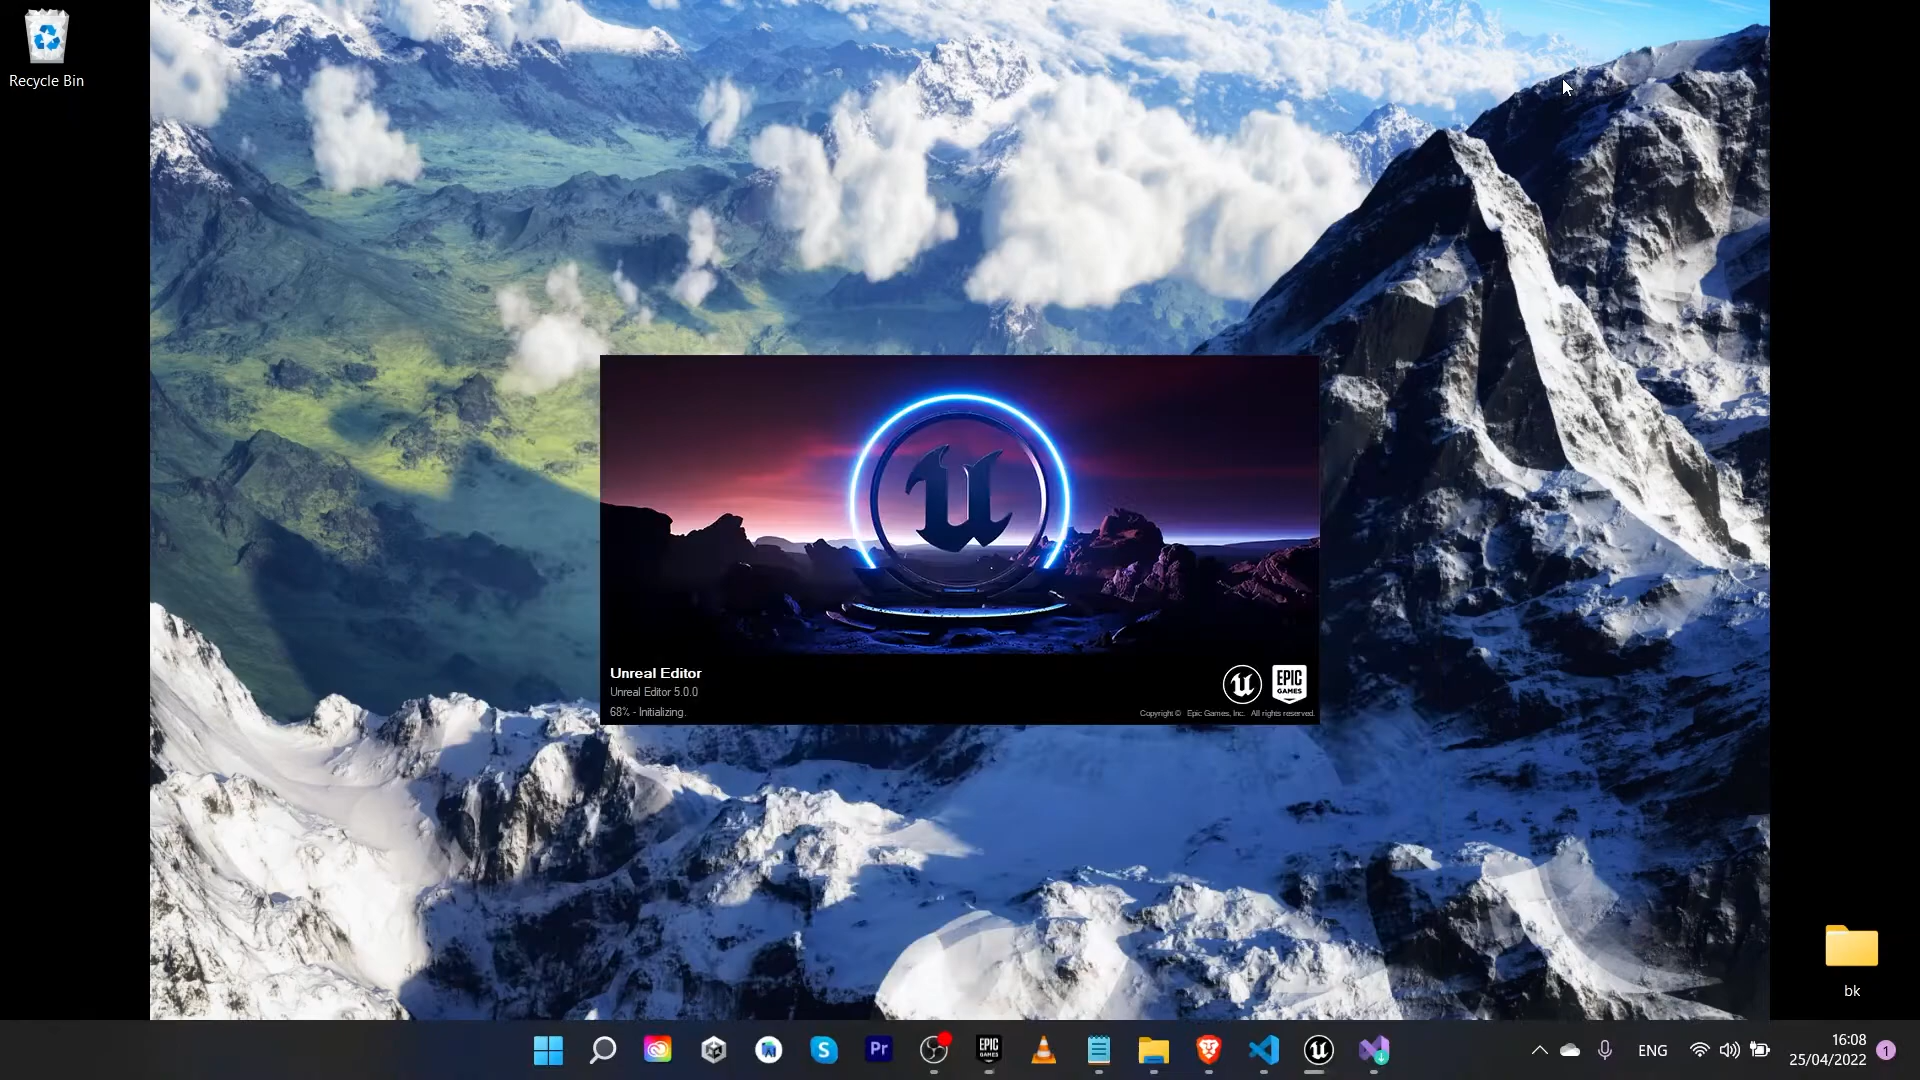 Recycle Bin
Unreal Editor
Unreal Editor 5.0.0
68% - Initializing.
EPIC
GAMES
Copyright © Epic Games, Inc. All rights reserved.
bk
S
Pr
EPIC
GAMES
ENG
16:08
25/04/2022
1